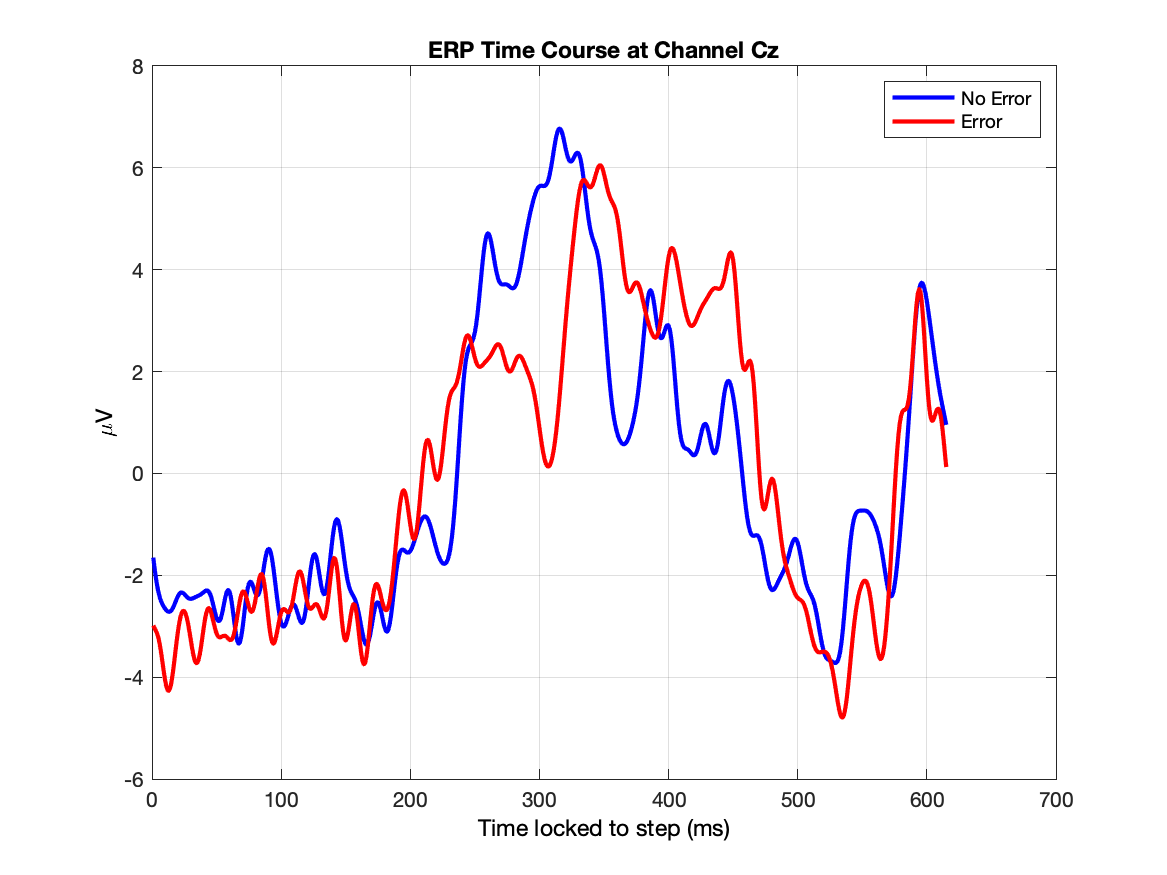 ERP Time Course at Channel Cz
8
6
4
2
0
-2
-4
-6
μV
No Error
Error
0 100 200 300 400 500 600 700
Time locked to step (ms)